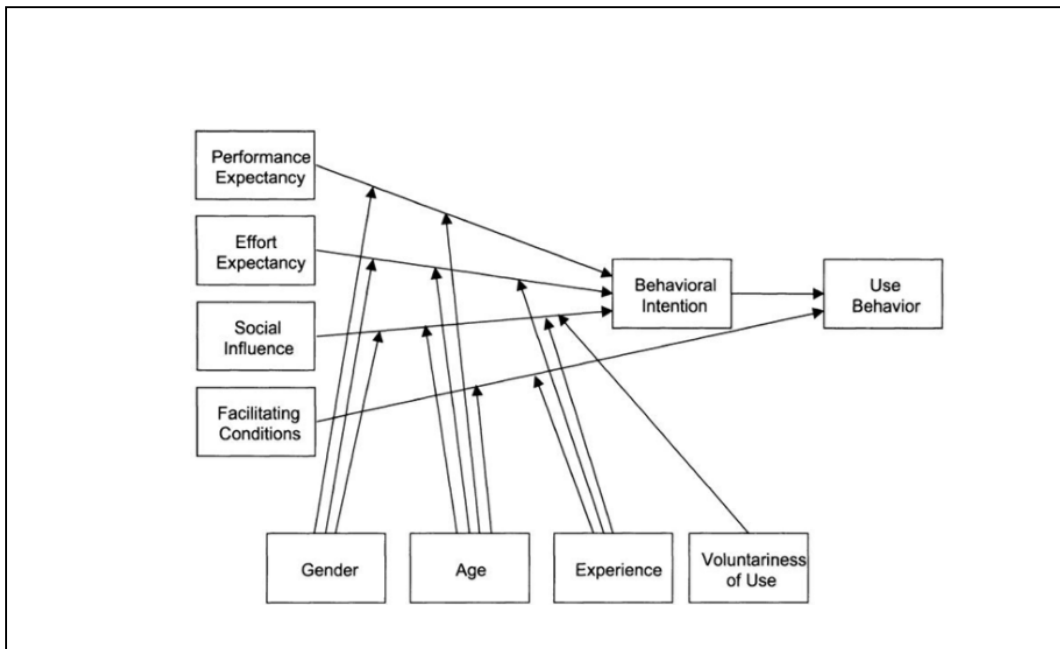 Performance
Expectancy
Effort
Expectancy
Social
Influence
Facilitating
Conditions
Behavioral
Intention
Use
Behavior
Gender
Age
Experience
Voluntariness
of Use